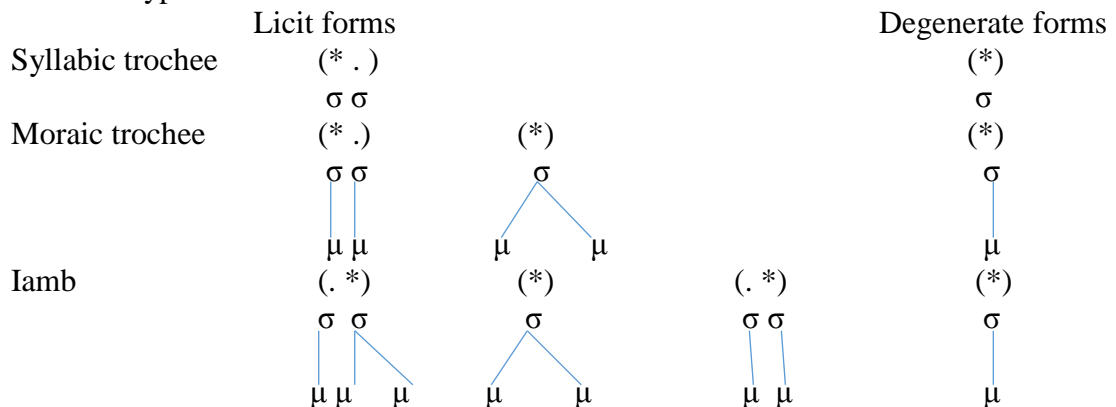 Licit forms Degenerate forms
Syllabic trochee (* . ) (*)
σ σ σ
Moraic trochee (* .) (*) (*)
σ σ σ σ
μ μ μ μ μ
Iamb (. *) (*) (. *) (*)
σ σ σ σ σ σ
μ μ μ μ μ μ μ μ